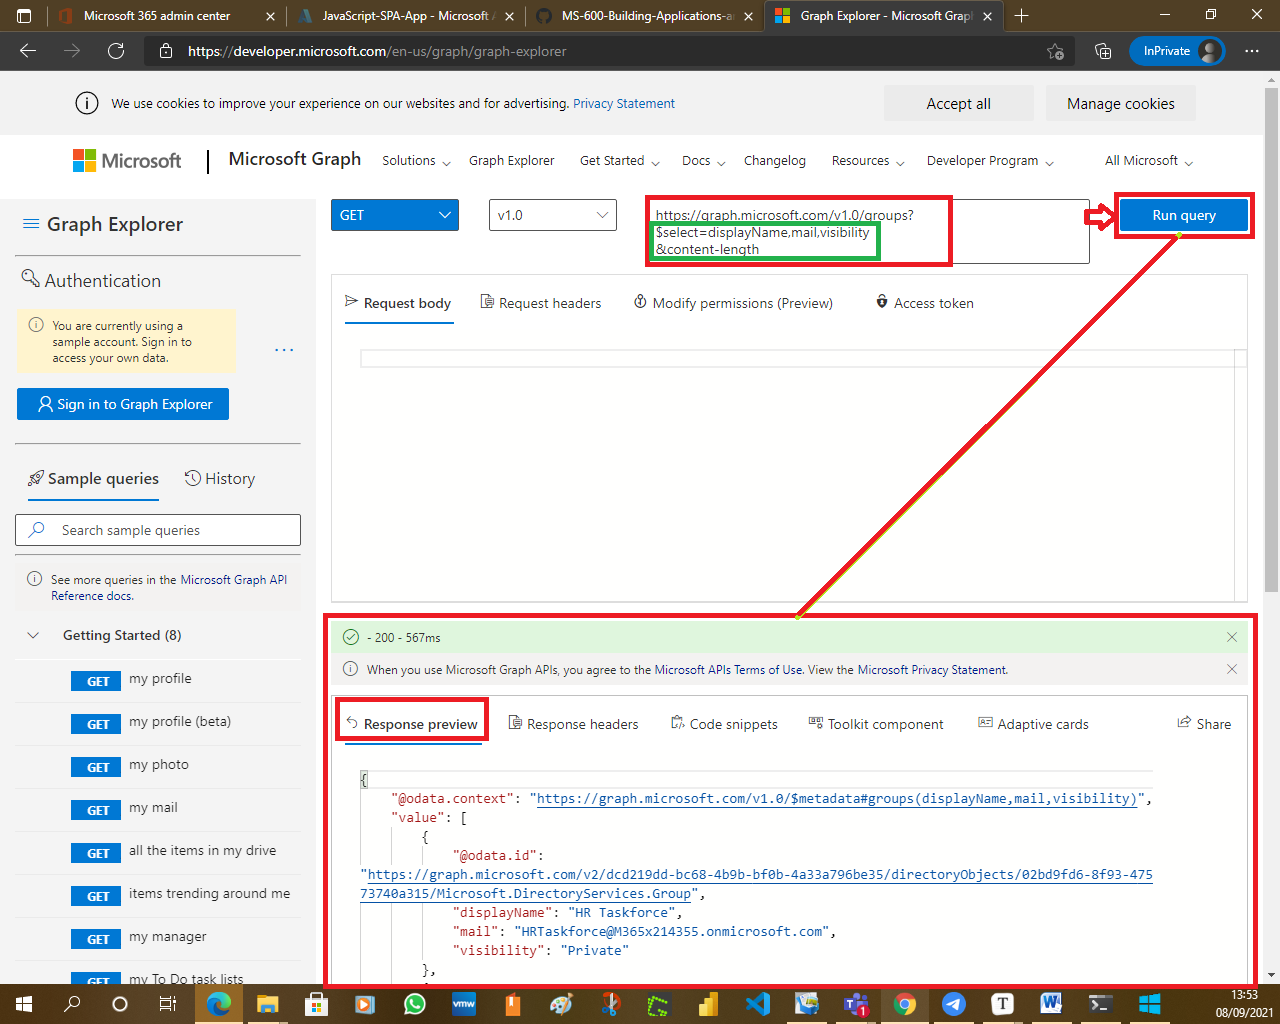 Microsoft 365 admin center
JavaScript-SPA-App - Microsoft A
MS-600-Building-Applications-a
Graph Explorer - Microsoft Graph
https://developer.microsoft.com/en-us/graph/graph-explorer
InPrivate
We use cookies to improve your experience on our websites and for advertising. Privacy Statement
Accept all
Manage cookies
Microsoft
Microsoft Graph
Solutions
Graph Explorer
Get Started
Docs
Changelog
Resources
Developer Program
All Microsoft
Graph Explorer
GET
v1.0
https://graph.microsoft.com/v1.0/groups?
$select=displayName,mail,visibility
&content-length
Run query
Authentication
You are currently using a
sample account. Sign in to
access your own data.
Sign in to Graph Explorer
Request body
Request headers
Modify permissions (Preview)
Access token
Sample queries
History
Search sample queries
See more queries in the Microsoft Graph API
Reference docs.
Getting Started (8)
GET my profile
GET my profile (beta)
GET my photo
GET my mail
GET all the items in my drive
GET items trending around me
GET my manager
GET my To Do task lists
- 200 - 567ms
When you use Microsoft Graph APIs, you agree to the Microsoft APIs Terms of Use. View the Microsoft Privacy Statement.
Response preview
Response headers
Code snippets
Toolkit component
Adaptive cards
Share
{
"@odata.context": "https://graph.microsoft.com/v1.0/$metadata#groups(displayName,mail,visibility)",
"value": [
{
"@odata.id":
"https://graph.microsoft.com/v2/dcd219dd-bc68-4b9b-bf0b-4a33a796be35/directoryObjects/02bd9fd6-8f93-475
73740a315/Microsoft.DirectoryServices.Group",
"displayName": "HR Taskforce",
"mail": "HRTaskforce@M365x214355.onmicrosoft.com",
"visibility": "Private"
},
vmw
1
T
W
13:53
08/09/2021